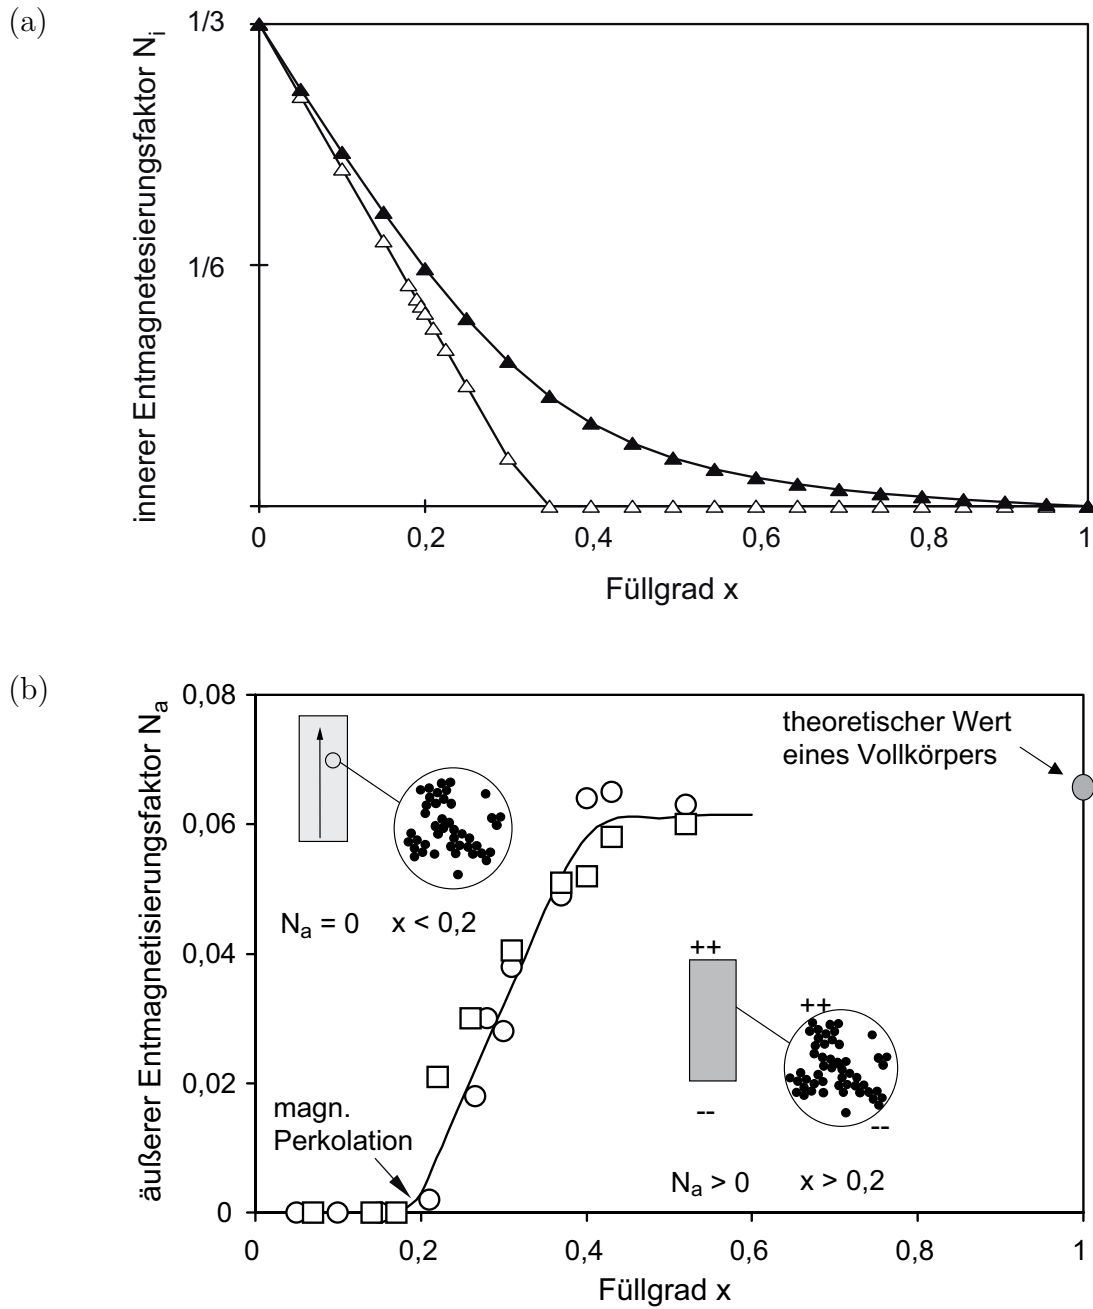 (a)
1/3
1/6
innerer Entmagnetesierungsfaktor Ni
0
0,2
0,4
0,6
0,8
1
Füllgrad x
(b)
0,08
0,06
0,04
0,02
0
äußerer Entmagnetisierungsfaktor Na
theoretischer Wert
eines Vollkörpers
Na = 0 x < 0,2
++
++
magn.
Perkolation
--
--
Na > 0 x > 0,2
0
0,2
0,4
0,6
0,8
1
Füllgrad x